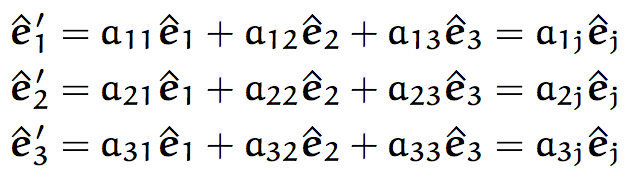 ê′₁ = a₁₁ê₁ + a₁₂ê₂ + a₁₃ê₃ = a₁ⱼêⱼ
ê′₂ = a₂₁ê₁ + a₂₂ê₂ + a₂₃ê₃ = a₂ⱼêⱼ
ê′₃ = a₃₁ê₁ + a₃₂ê₂ + a₃₃ê₃ = a₃ⱼêⱼ